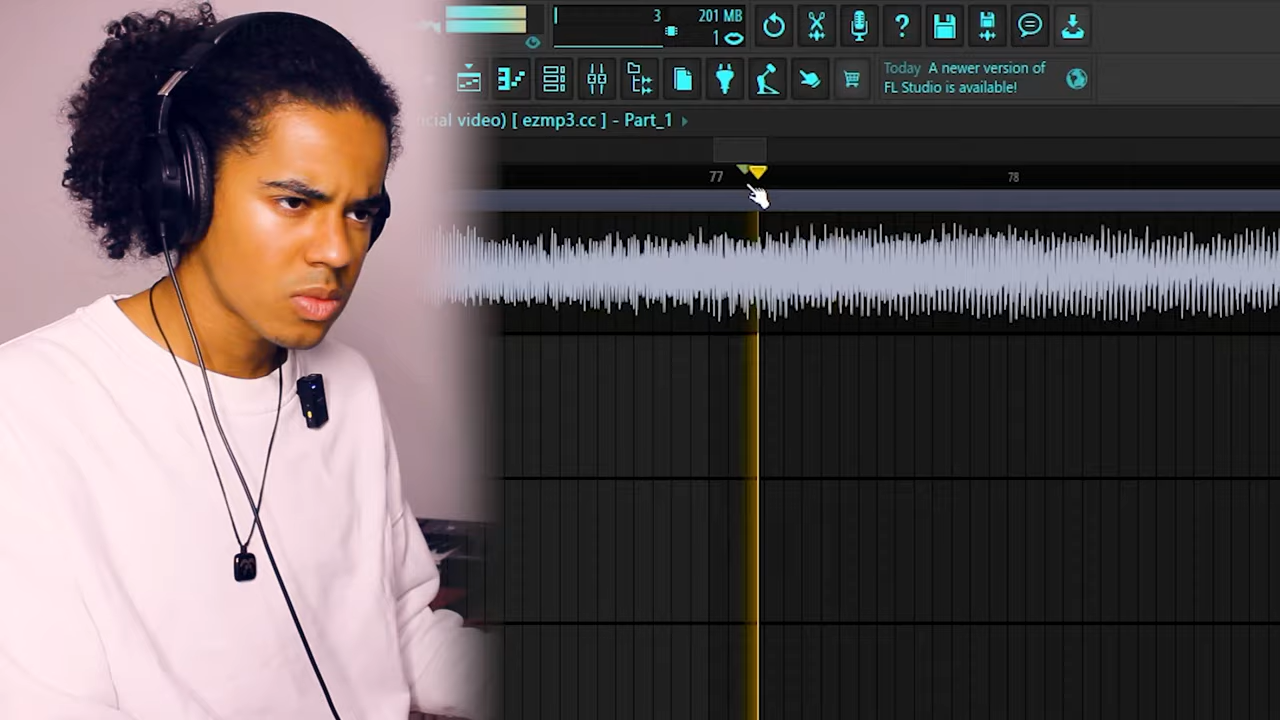 3 201 MB
1
?
Today A newer version of
FL Studio is available!
cial video) [ ezmp3.cc ] - Part_1
77 78